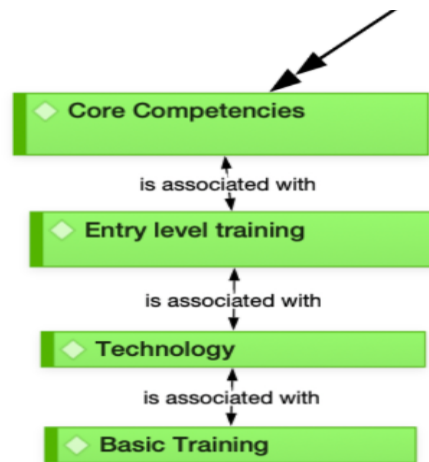 Core Competencies
is associated with
Entry level training
is associated with
Technology
is associated with
Basic Training